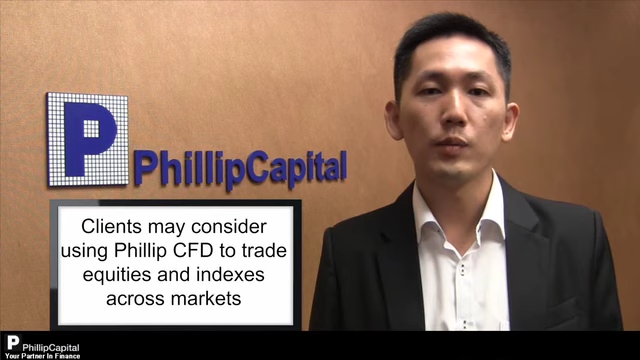 P
PhillipCapital
Clients may consider
using Phillip CFD to trade
equities and indexes
across markets
P
PhillipCapital
Your Partner In Finance